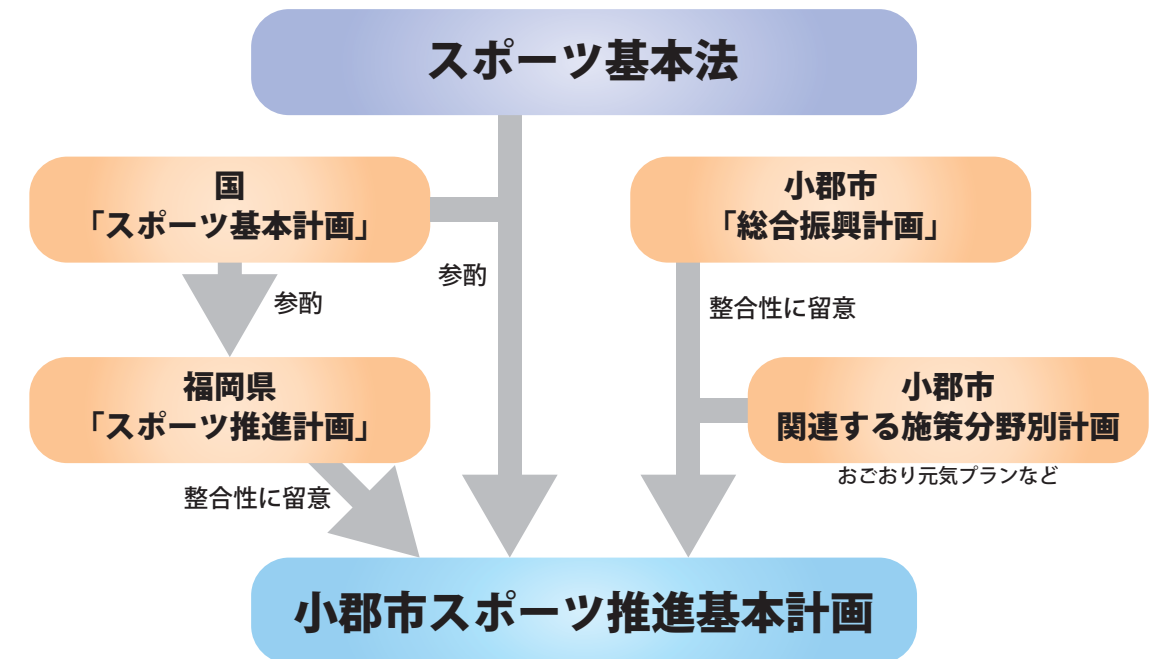 スポーツ基本法
国
「スポーツ基本計画」
小郡市
「総合振興計画」
参酌
参酌
整合性に留意
福岡県
「スポーツ推進計画」
小郡市
関連する施策分野別計画
おごおり元気プランなど
整合性に留意
小郡市スポーツ推進基本計画